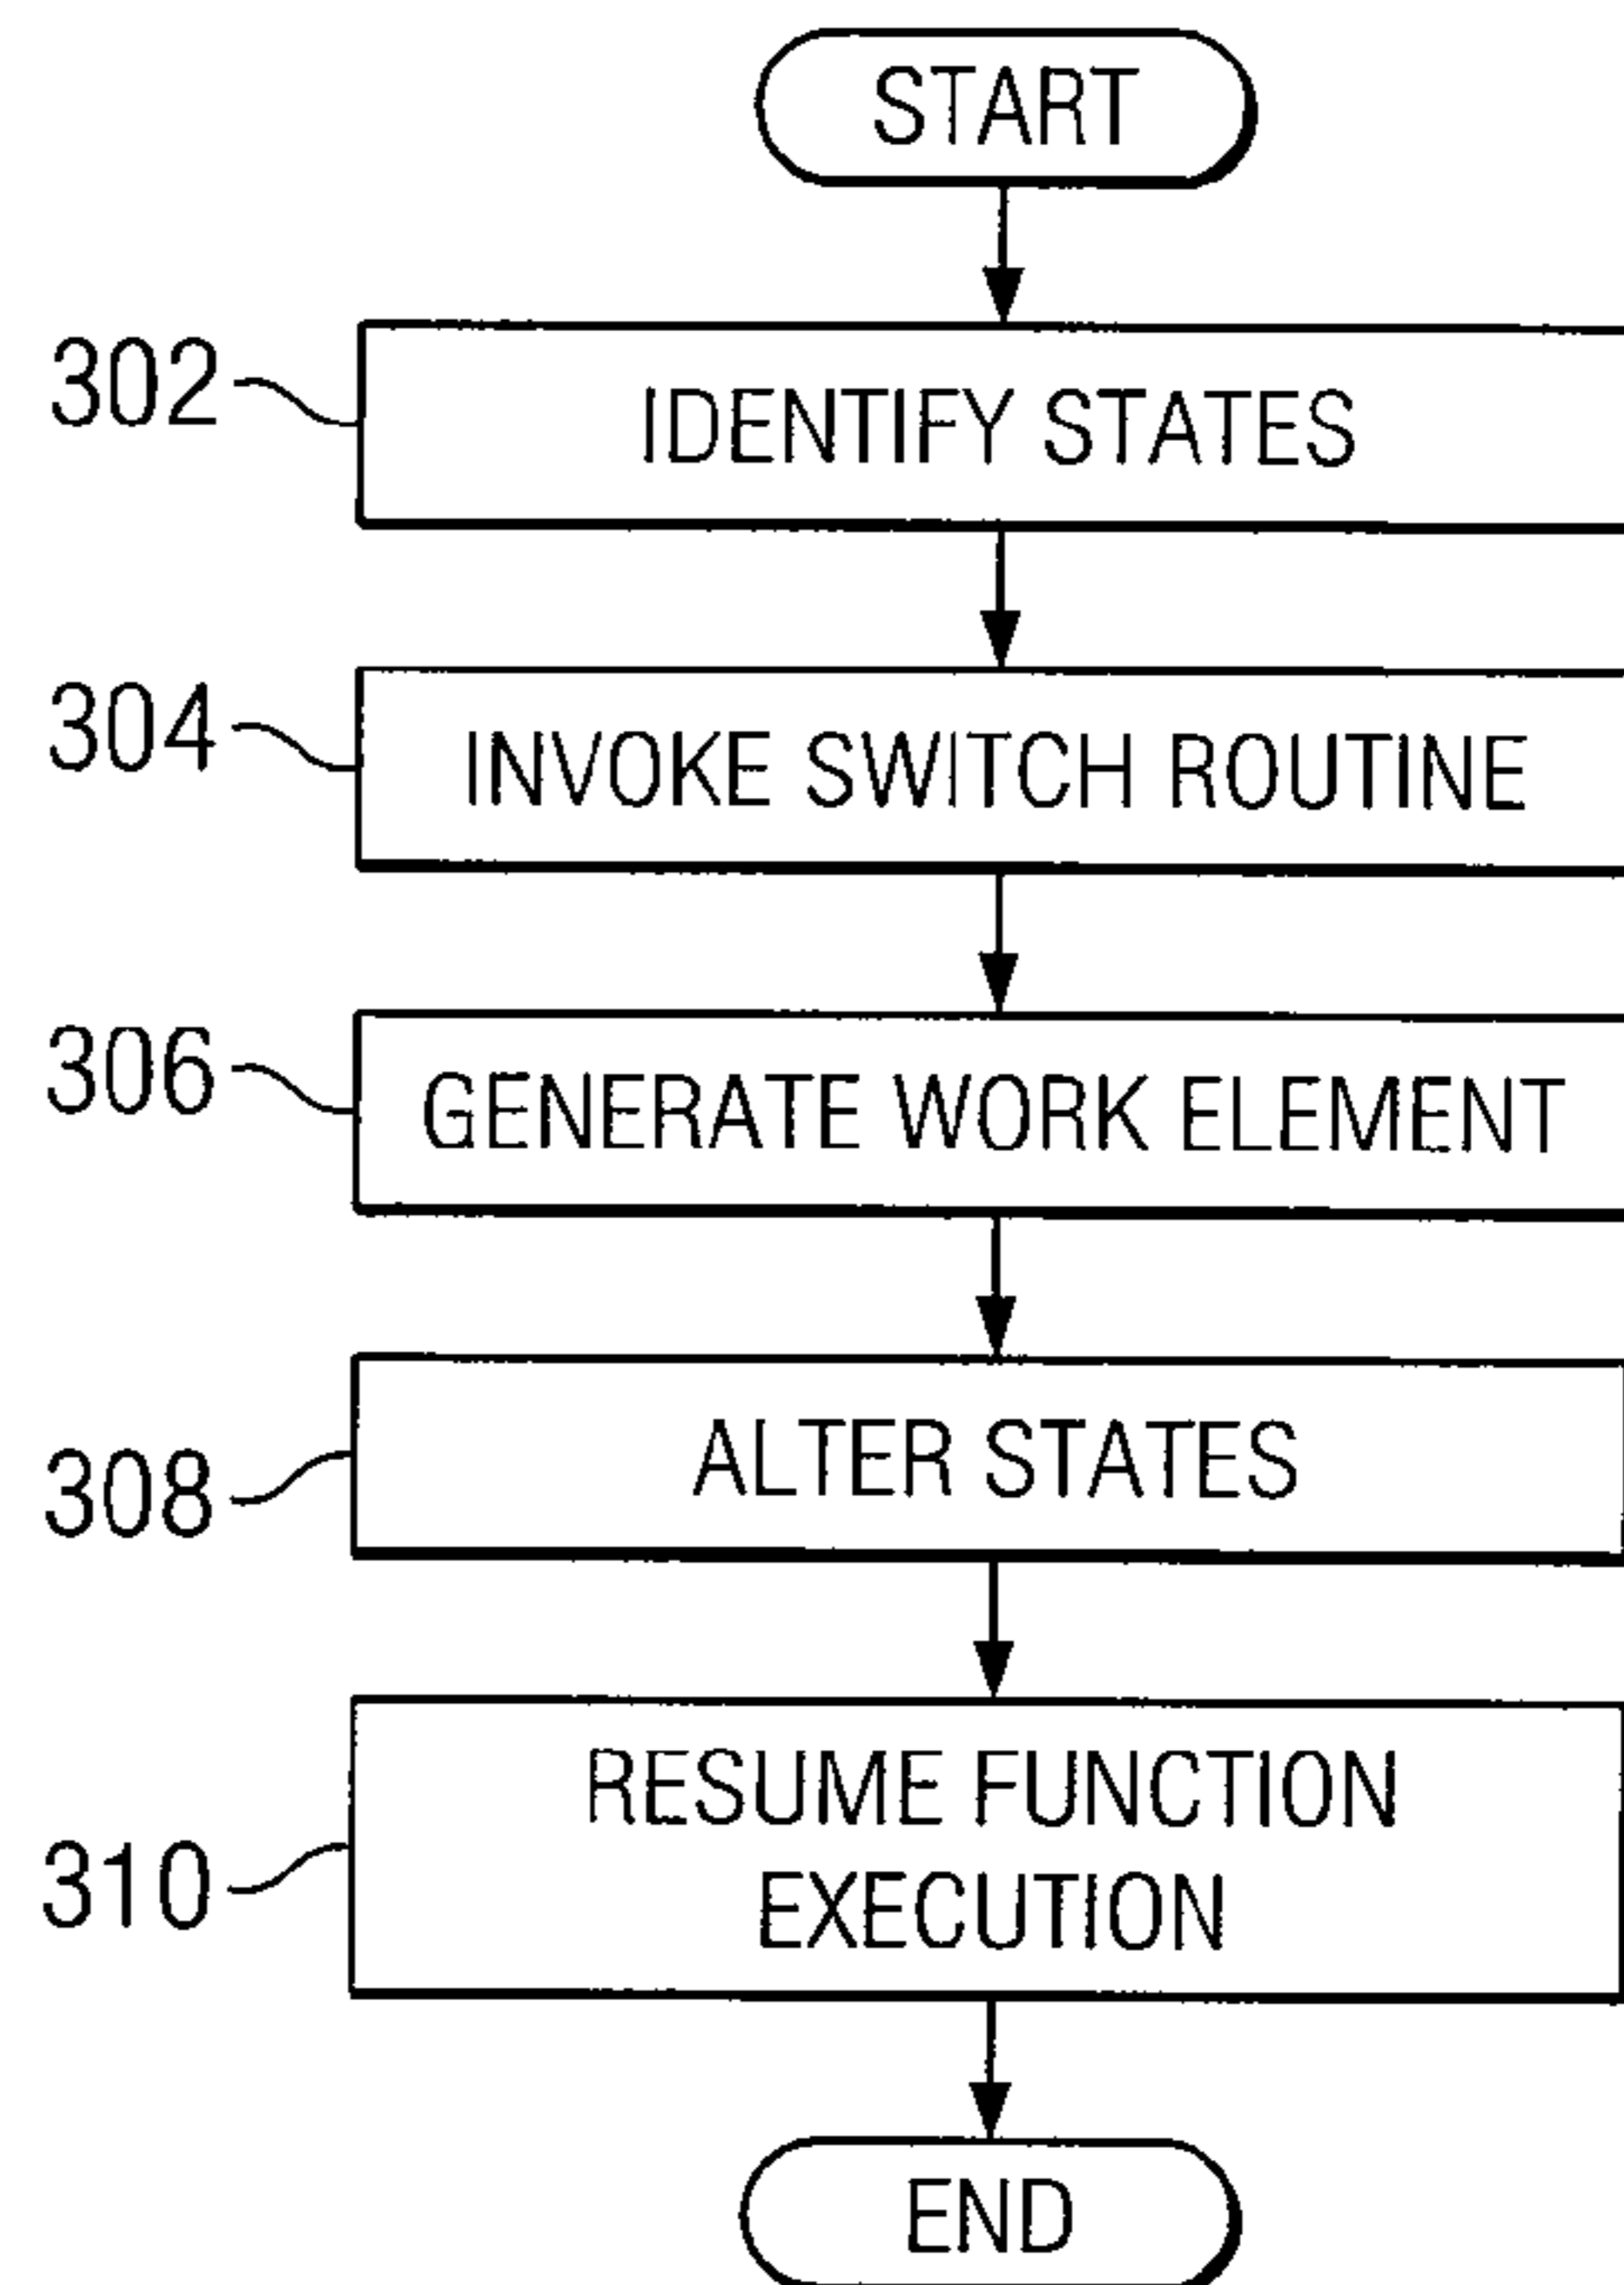 START
302
IDENTIFY STATES
304
INVOKE SWITCH ROUTINE
306
GENERATE WORK ELEMENT
308
ALTER STATES
310
RESUME FUNCTION
EXECUTION
END